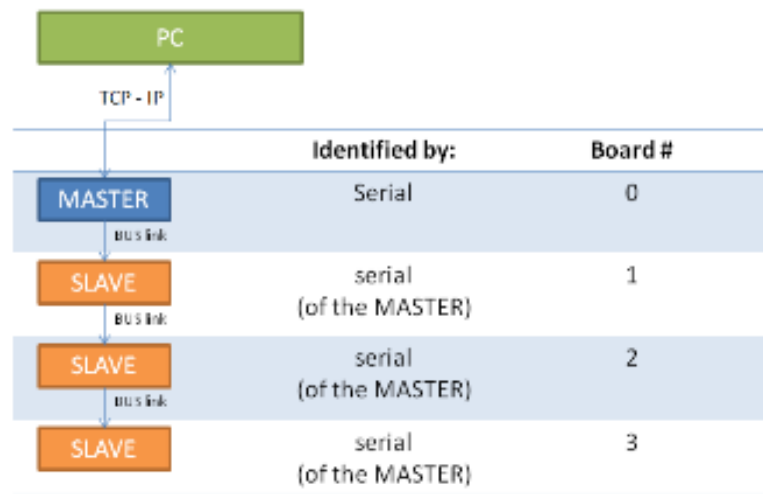 PC
TCP - IP
Identified by: Board #
MASTER Serial 0
BUS link
SLAVE serial 1
(of the MASTER)
BUS link
SLAVE serial 2
(of the MASTER)
BUS link
SLAVE serial 3
(of the MASTER)